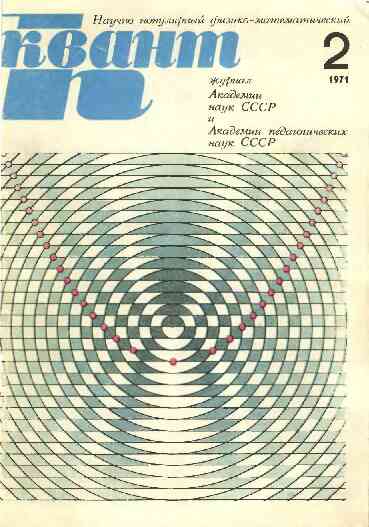 Научно-популярный физико-математический
квант
2
1971
журнал
Академии
наук СССР
и
Академии педагогических
наук СССР